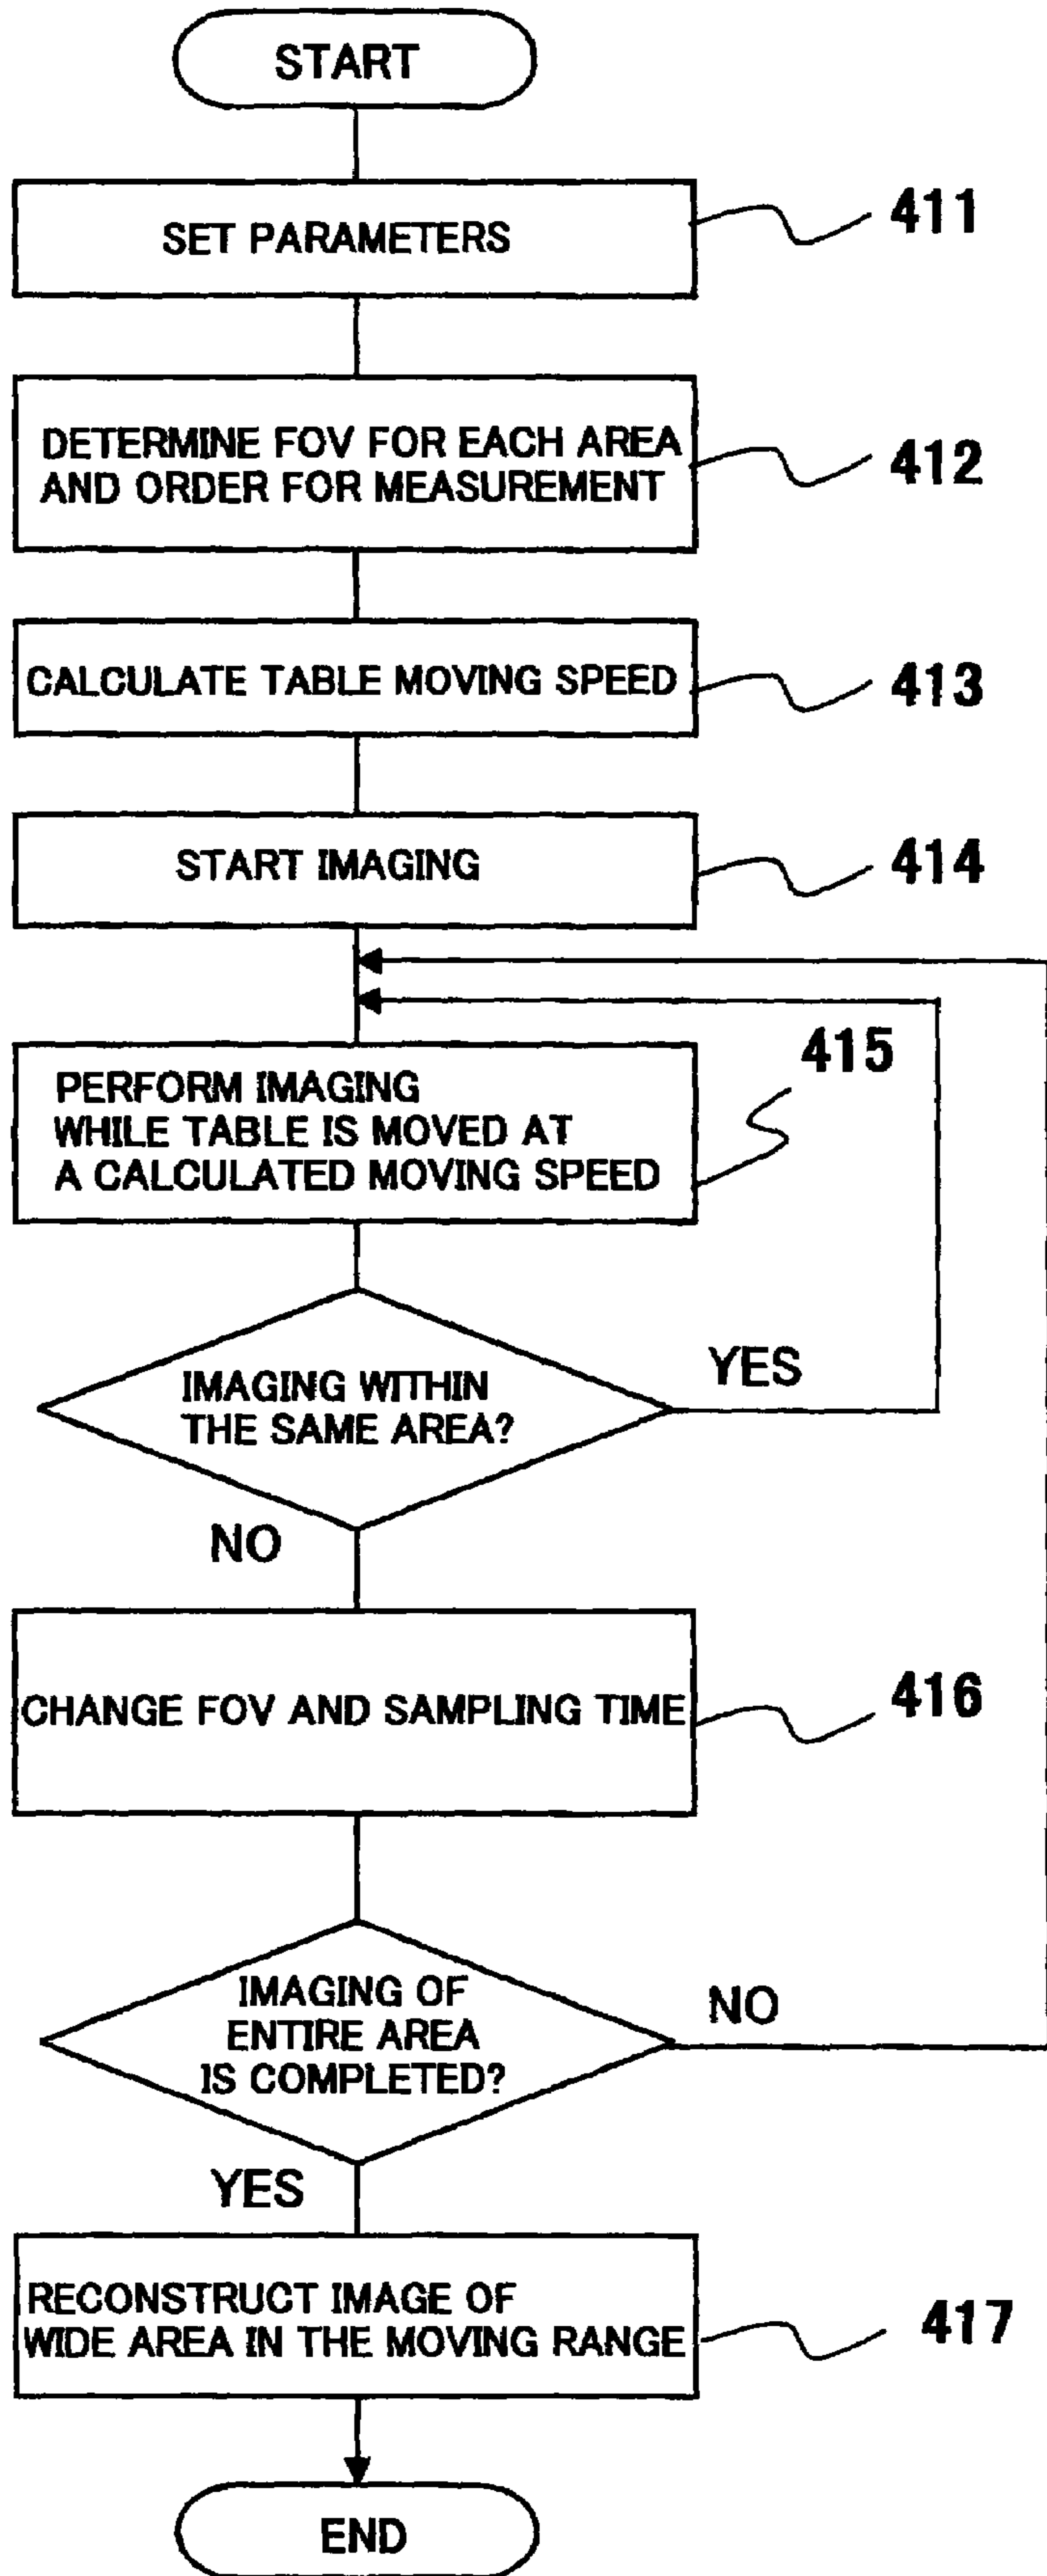 START
SET PARAMETERS
411
DETERMINE FOV FOR EACH AREA
AND ORDER FOR MEASUREMENT
412
CALCULATE TABLE MOVING SPEED
413
START IMAGING
414
PERFORM IMAGING
WHILE TABLE IS MOVED AT
A CALCULATED MOVING SPEED
415
IMAGING WITHIN
THE SAME AREA?
YES
NO
CHANGE FOV AND SAMPLING TIME
416
IMAGING OF
ENTIRE AREA
IS COMPLETED?
NO
YES
RECONSTRUCT IMAGE OF
WIDE AREA IN THE MOVING RANGE
417
END